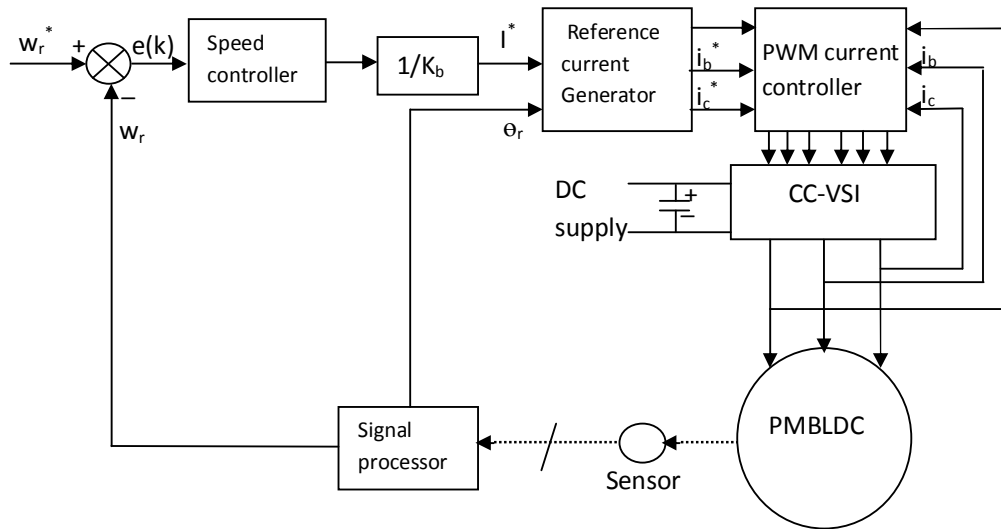 w_r^*
+
−
e(k)
w_r
Speed
controller
1/K_b
I^*
ɵ_r
Reference
current
Generator
i_b^*
i_c^*
PWM current
controller
i_b
i_c
DC
supply
+
−
CC-VSI
PMBLDC
Signal
processor
Sensor